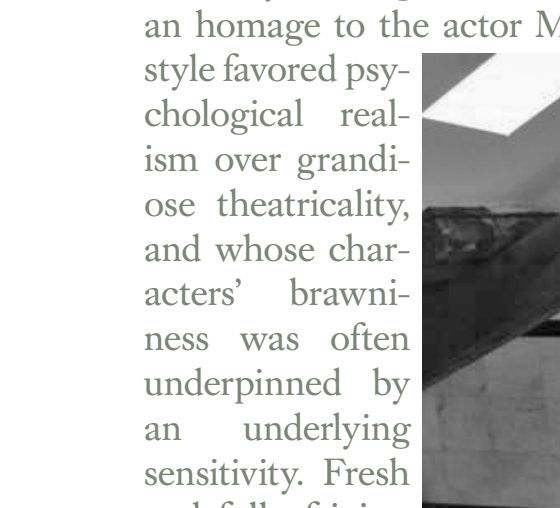 an homage to the actor M
style favored psy-
chological real-
ism over grandi-
ose theatricality,
and whose char-
acters’ brawni-
ness was often
underpinned by
an underlying
sensitivity. Fresh